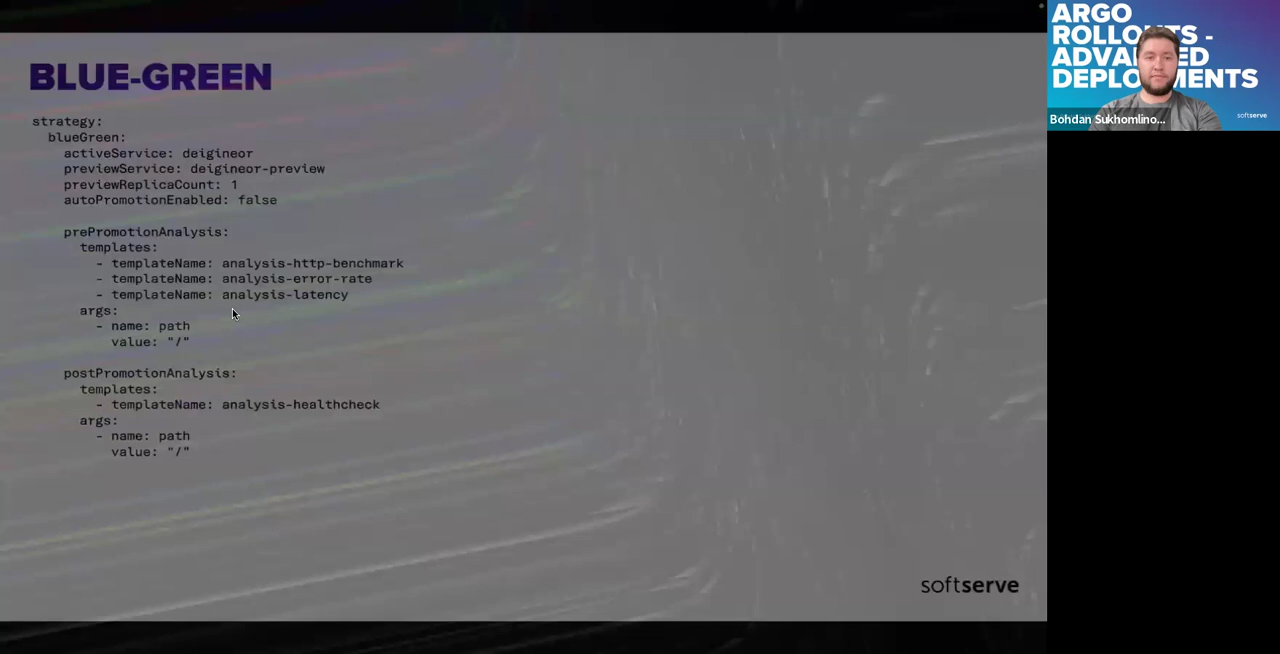 BLUE-GREEN
strategy:
  blueGreen:
    activeService: deigineor
    previewService: deigineor-preview
    previewReplicaCount: 1
    autoPromotionEnabled: false

    prePromotionAnalysis:
      templates:
        - templateName: analysis-http-benchmark
        - templateName: analysis-error-rate
        - templateName: analysis-latency
      args:
        - name: path
          value: "/"

    postPromotionAnalysis:
      templates:
        - templateName: analysis-healthcheck
      args:
        - name: path
          value: "/"
softserve
ARGO
-
Bohdan Sukhomlino...
softserve